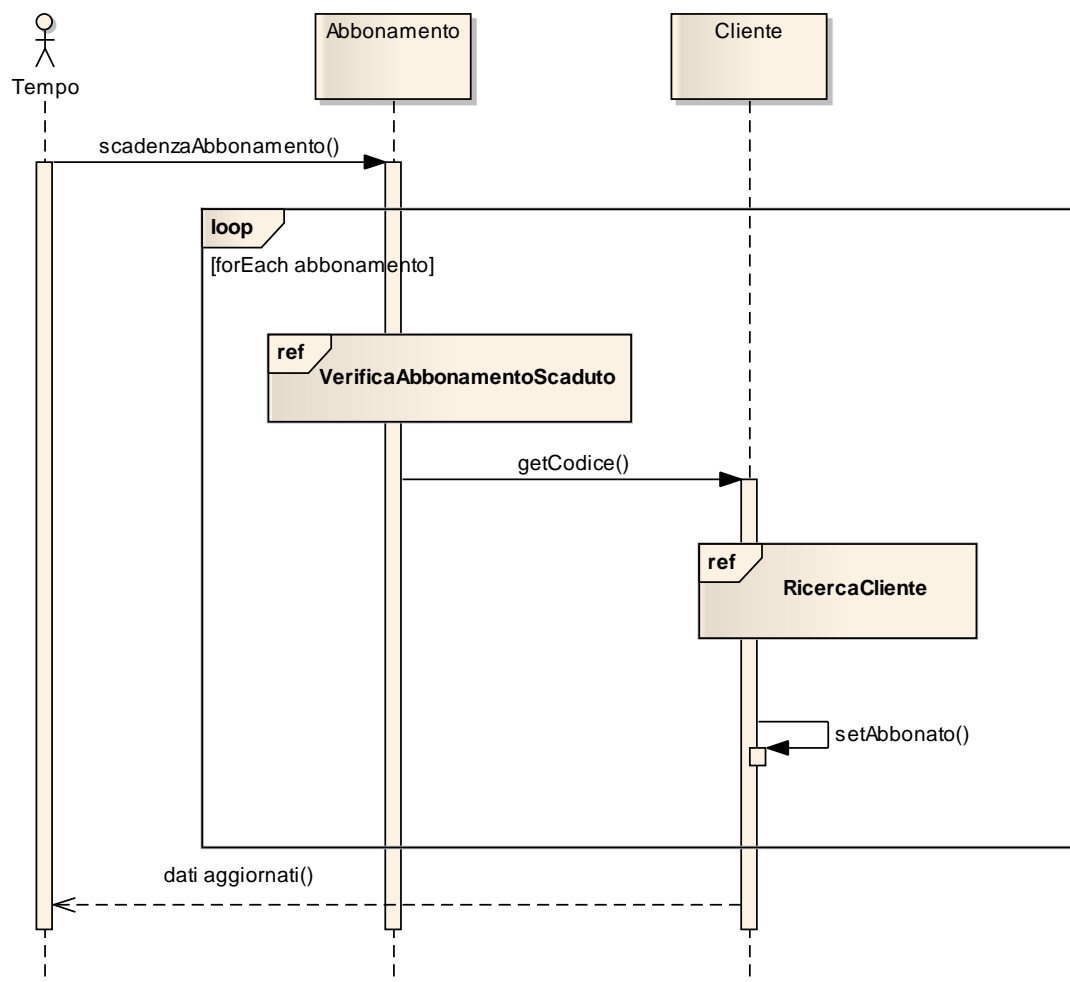 Tempo
Abbonamento
Cliente
scadenzaAbbonamento()
loop
[forEach abbonamento]
ref
VerificaAbbonamentoScaduto
getCodice()
ref
RicercaCliente
setAbbonato()
dati aggiornati()